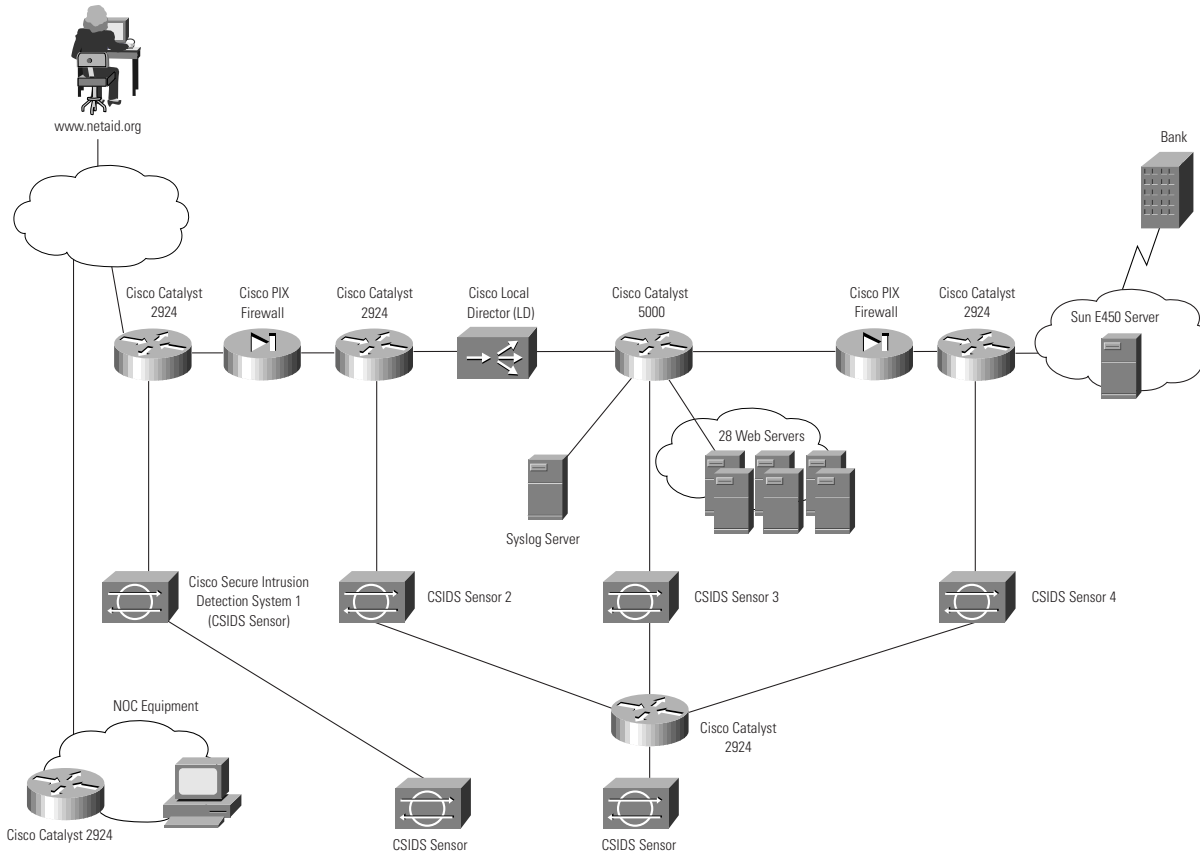 www.netaid.org
Bank
Cisco Catalyst
2924
Cisco PIX
Firewall
Cisco Catalyst
2924
Cisco Local
Director (LD)
Cisco Catalyst
5000
Cisco PIX
Firewall
Cisco Catalyst
2924
Sun E450 Server
28 Web Servers
Syslog Server
Cisco Secure Intrusion
Detection System 1
(CSIDS Sensor)
CSIDS Sensor 2
CSIDS Sensor 3
CSIDS Sensor 4
NOC Equipment
Cisco Catalyst
2924
Cisco Catalyst 2924
CSIDS Sensor
CSIDS Sensor